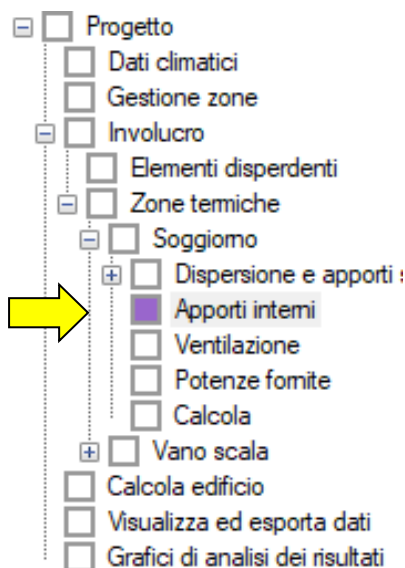 Progetto
Dati climatici
Gestione zone
Involucro
Elementi disperdenti
Zone termiche
Soggiorno
Dispersione e apporti s
Apporti interni
Ventilazione
Potenze fornite
Calcola
Vano scala
Calcola edificio
Visualizza ed esporta dati
Grafici di analisi dei risultati